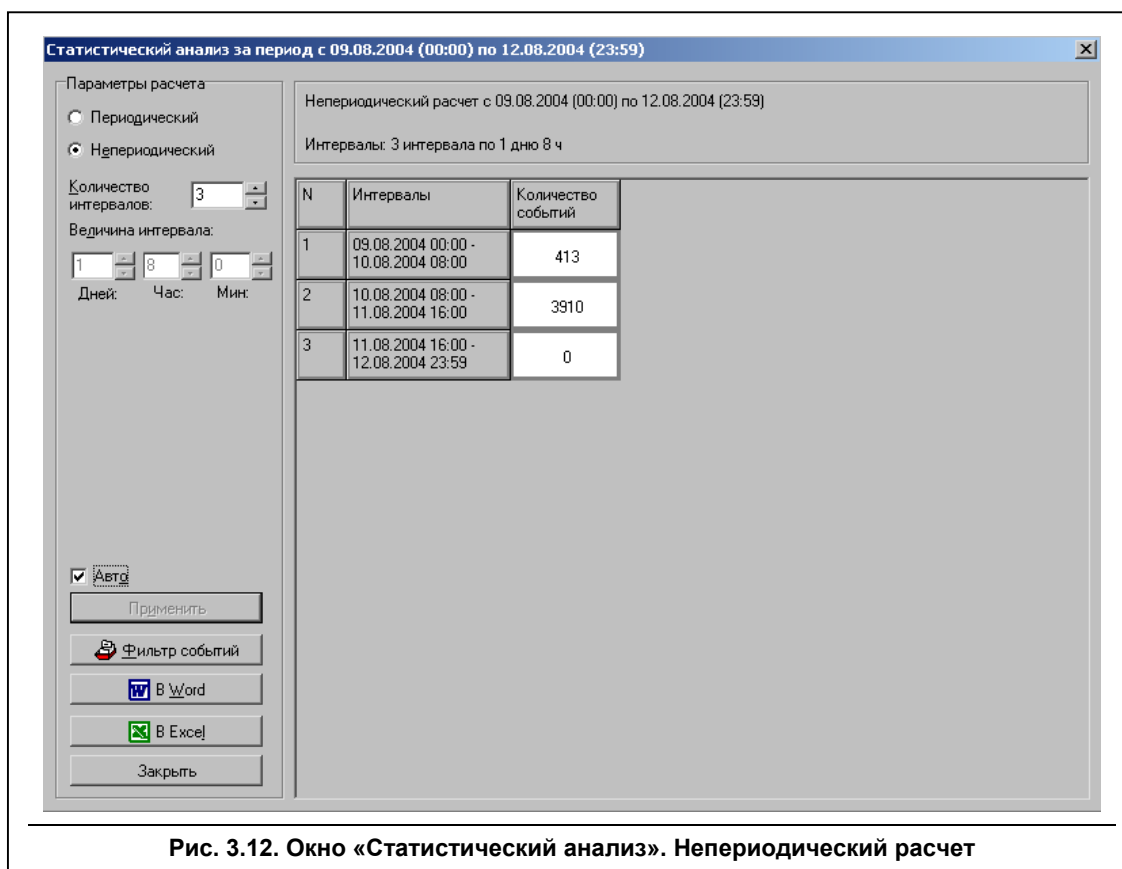 Статистический анализ за период с 09.08.2004 (00:00) по 12.08.2004 (23:59)
Параметры расчета
Периодический
Непериодический
Количество
интервалов:
3
Величина интервала:
1
8
0
Дней:
Час:
Мин:
Авто
Применить
Фильтр событий
В Word
В Excel
Закрыть
Непериодический расчет с 09.08.2004 (00:00) по 12.08.2004 (23:59)
Интервалы: 3 интервала по 1 дню 8 ч
N
Интервалы
Количество
событий
1
09.08.2004 00:00 -
10.08.2004 08:00
413
2
10.08.2004 08:00 -
11.08.2004 16:00
3910
3
11.08.2004 16:00 -
12.08.2004 23:59
0
Рис. 3.12. Окно «Статистический анализ». Непериодический расчет